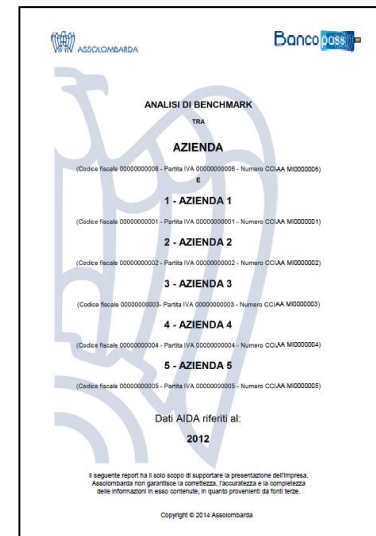 ASSOLOMBARDA
Bancopass
ANALISI DI BENCHMARK
TRA
AZIENDA
(Codice fiscale 00000000006 - Partita IVA 00000000006 - Numero CCIAA MI0000006)
E
1 - AZIENDA 1
(Codice fiscale 00000000001 - Partita IVA 00000000001 - Numero CCIAA MI0000001)
2 - AZIENDA 2
(Codice fiscale 00000000002 - Partita IVA 00000000002 - Numero CCIAA MI0000002)
3 - AZIENDA 3
(Codice fiscale 00000000003- Partita IVA 00000000003 - Numero CCIAA MI0000003)
4 - AZIENDA 4
(Codice fiscale 00000000004 - Partita IVA 00000000004 - Numero CCIAA MI0000004)
5 - AZIENDA 5
(Codice fiscale 00000000005 - Partita IVA 00000000005 - Numero CCIAA MI0000005)
Dati AIDA riferiti al:
2012
Il seguente report ha il solo scopo di supportare la presentazione dell'impresa.
Assolombarda non garantisce la correttezza, l'accuratezza e la completezza
delle informazioni in esso contenute, in quanto provenienti da fonti terze.
Copyright © 2014 Assolombarda